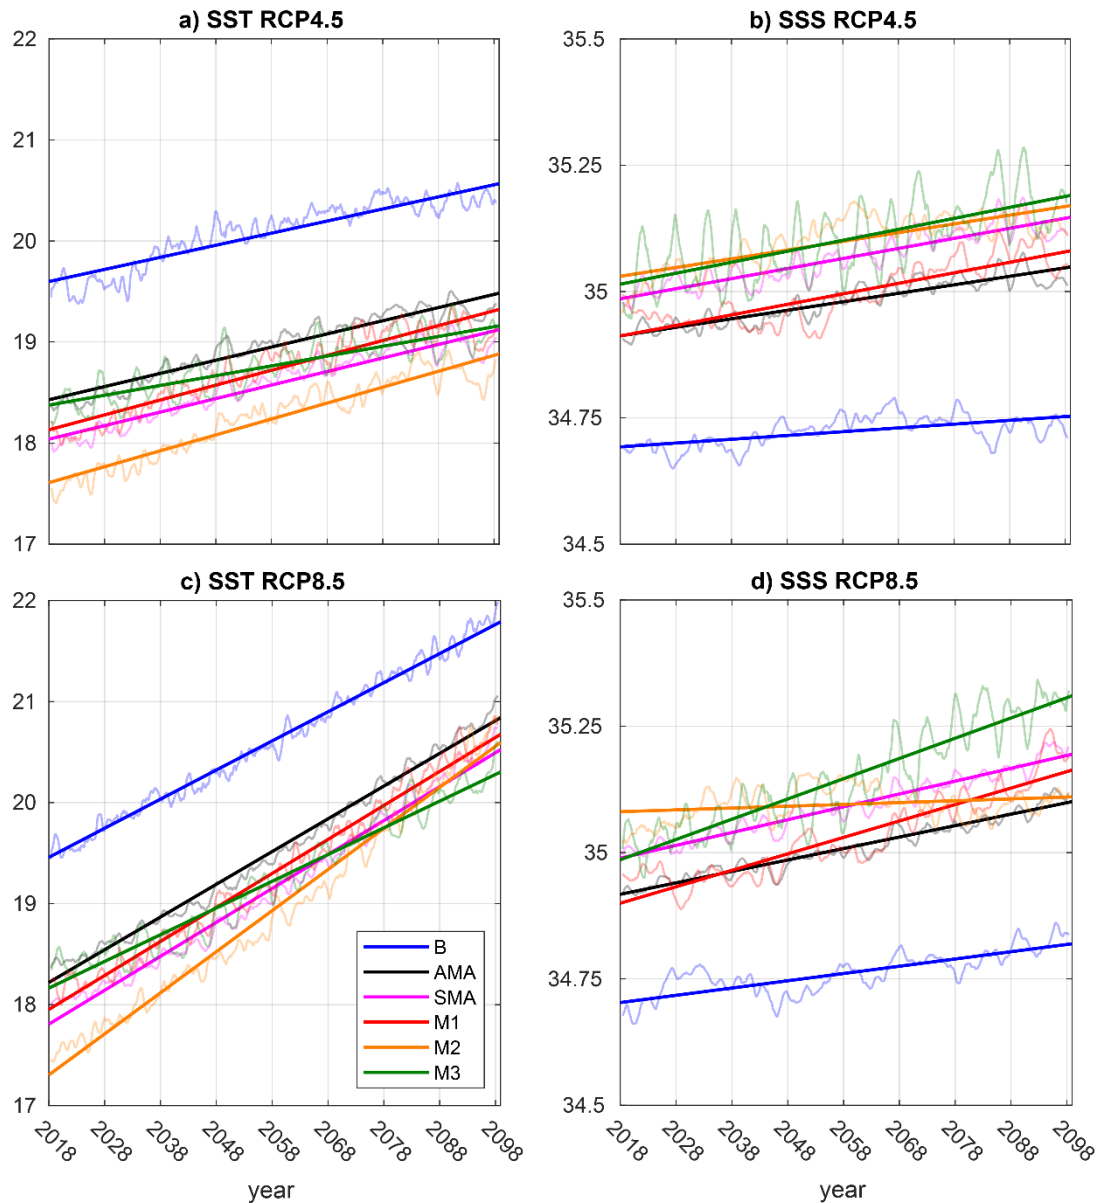 a) SST RCP4.5
22
21
20
19
18
17
b) SSS RCP4.5
35.5
35.25
35
34.75
34.5
c) SST RCP8.5
22
21
20
19
18
17
B
AMA
SMA
M1
M2
M3
2018 2028 2038 2048 2058 2068 2078 2088 2098
year
d) SSS RCP8.5
35.5
35.25
35
34.75
34.5
2018 2028 2038 2048 2058 2068 2078 2088 2098
year